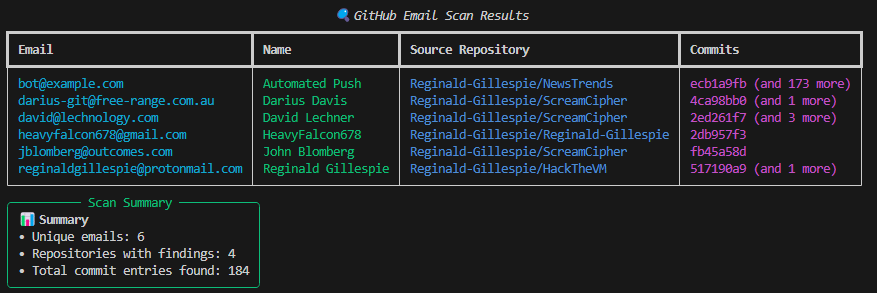 GitHub Email Scan Results
Email Name Source Repository Commits
bot@example.com Automated Push Reginald-Gillespie/NewsTrends ecb1a9fb (and 173 more)
darius-git@free-range.com.au Darius Davis Reginald-Gillespie/ScreamCipher 4ca98bb0 (and 1 more)
david@lechnology.com David Lechner Reginald-Gillespie/ScreamCipher 2ed261f7 (and 3 more)
heavyfalcon678@gmail.com HeavyFalcon678 Reginald-Gillespie/Reginald-Gillespie 2db957f3
jblomberg@outcomes.com John Blomberg Reginald-Gillespie/ScreamCipher fb45a58d
reginaldgillespie@protonmail.com Reginald Gillespie Reginald-Gillespie/HackTheVM 517190a9 (and 1 more)
Scan Summary
Summary
• Unique emails: 6
• Repositories with findings: 4
• Total commit entries found: 184